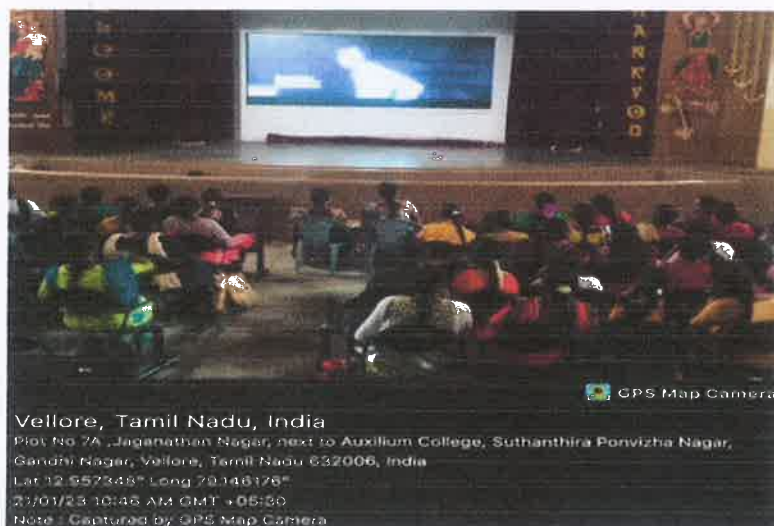 THANKYOU
GPS Map Camera
Vellore, Tamil Nadu, India
Plot No 7A, Jaganathan Nagar, next to Auxilium College, Suthanthira Ponvizha Nagar,
Gandhi Nagar, Vellore, Tamil Nadu 632006, India
Lat 12.957348° Long 79.146176°
21/01/23 10:46 AM GMT +05:30
Note : Captured by GPS Map Camera